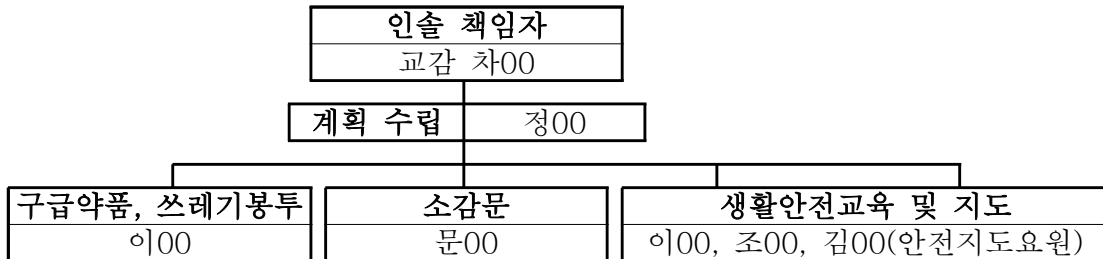 인솔 책임자
교감 차00
계획 수립 정00
구급약품, 쓰레기봉투 소감문 생활안전교육 및 지도
이00 문00 이00, 조00, 김00(안전지도요원)